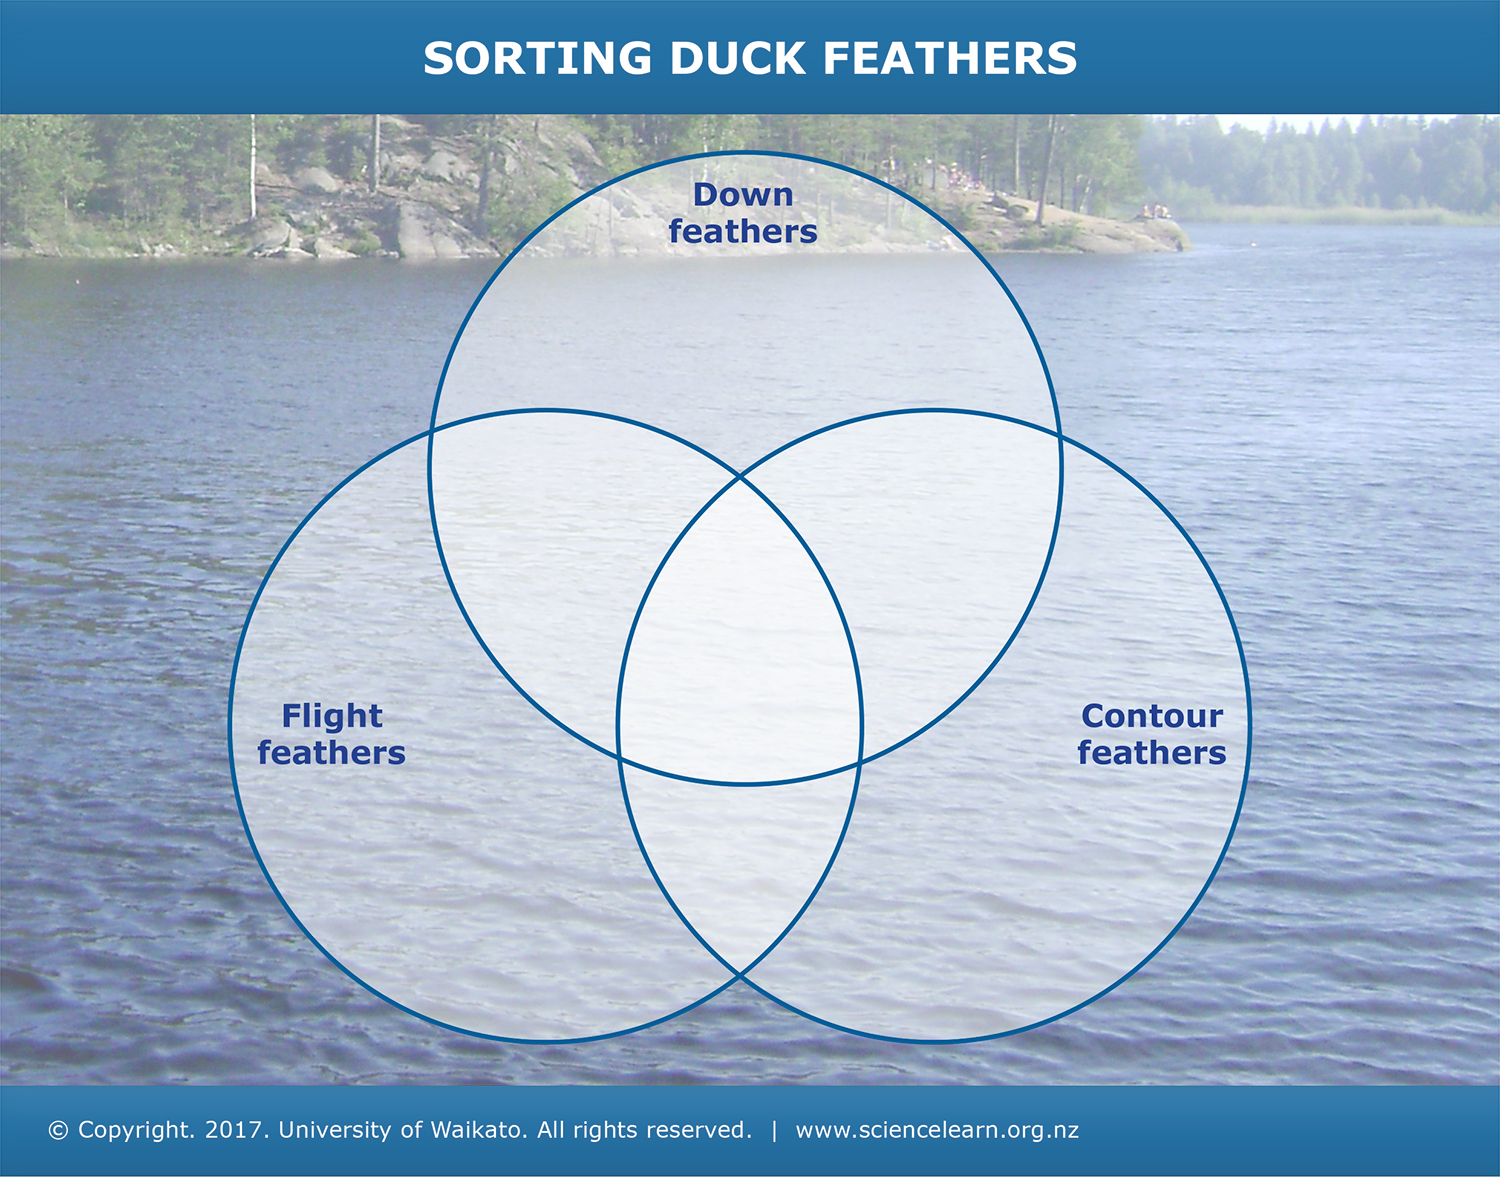 SORTING DUCK FEATHERS
Down
feathers
Flight
feathers
Contour
feathers
© Copyright. 2017. University of Waikato. All rights reserved. | www.sciencelearn.org.nz